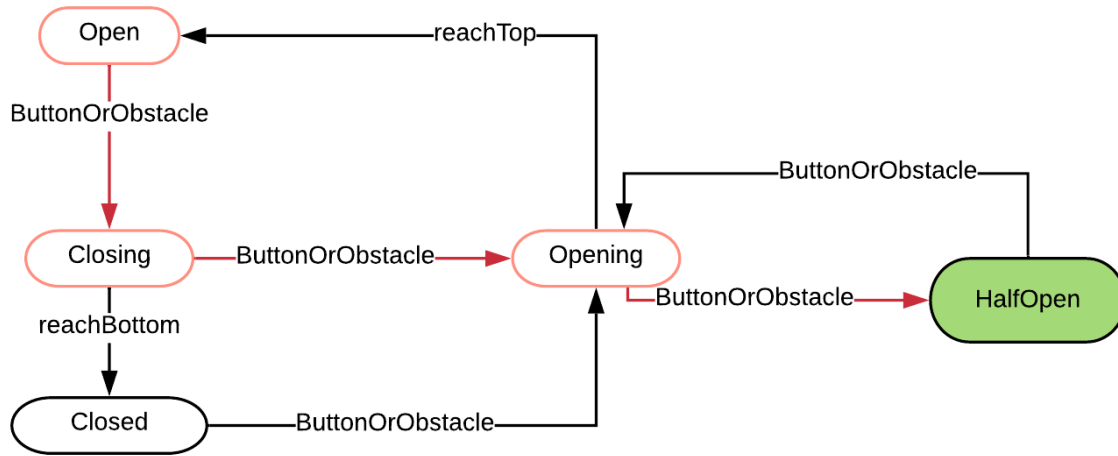 Open
reachTop
ButtonOrObstacle
ButtonOrObstacle
Closing
ButtonOrObstacle
Opening
ButtonOrObstacle
HalfOpen
reachBottom
Closed
ButtonOrObstacle